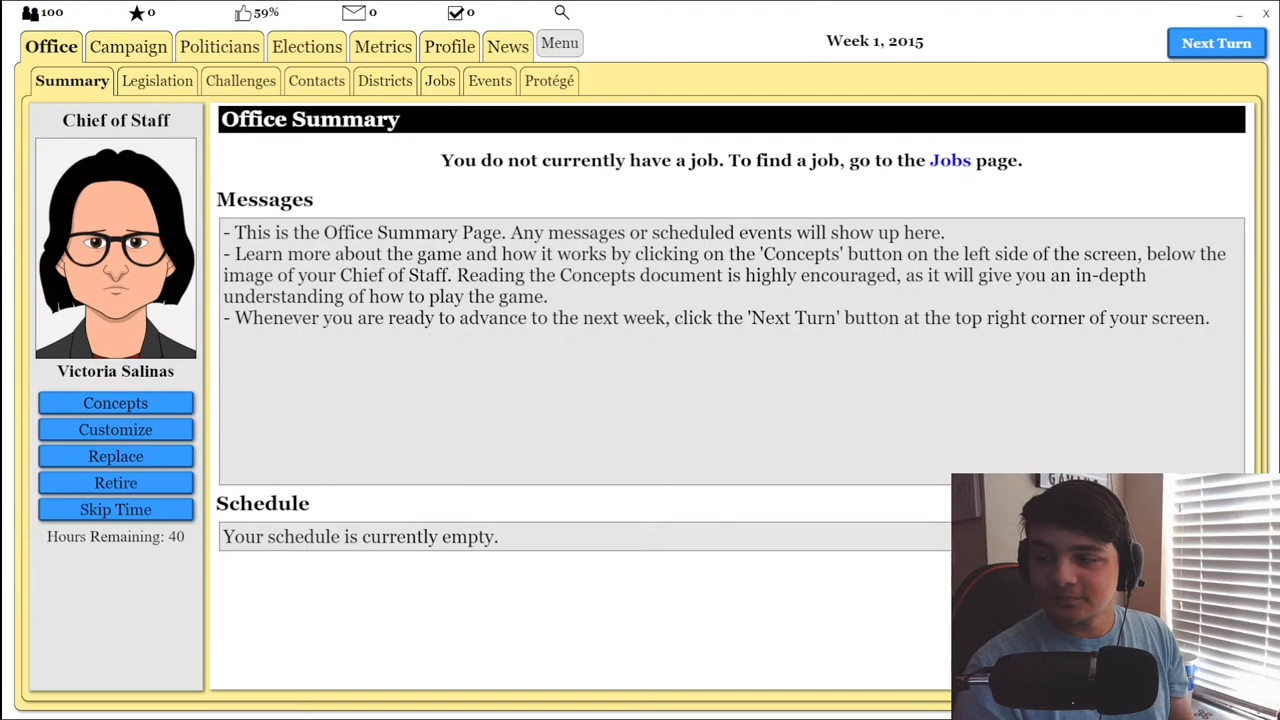 100 0 59% 0 0
Office Campaign Politicians Elections Metrics Profile News Menu Week 1, 2015 Next Turn
Summary Legislation Challenges Contacts Districts Jobs Events Protégé
Chief of Staff
Victoria Salinas
Concepts
Customize
Replace
Retire
Skip Time
Hours Remaining: 40
Office Summary
You do not currently have a job. To find a job, go to the Jobs page.
Messages
- This is the Office Summary Page. Any messages or scheduled events will show up here.
- Learn more about the game and how it works by clicking on the 'Concepts' button on the left side of the screen, below the
image of your Chief of Staff. Reading the Concepts document is highly encouraged, as it will give you an in-depth
understanding of how to play the game.
- Whenever you are ready to advance to the next week, click the 'Next Turn' button at the top right corner of your screen.
Schedule
Your schedule is currently empty.